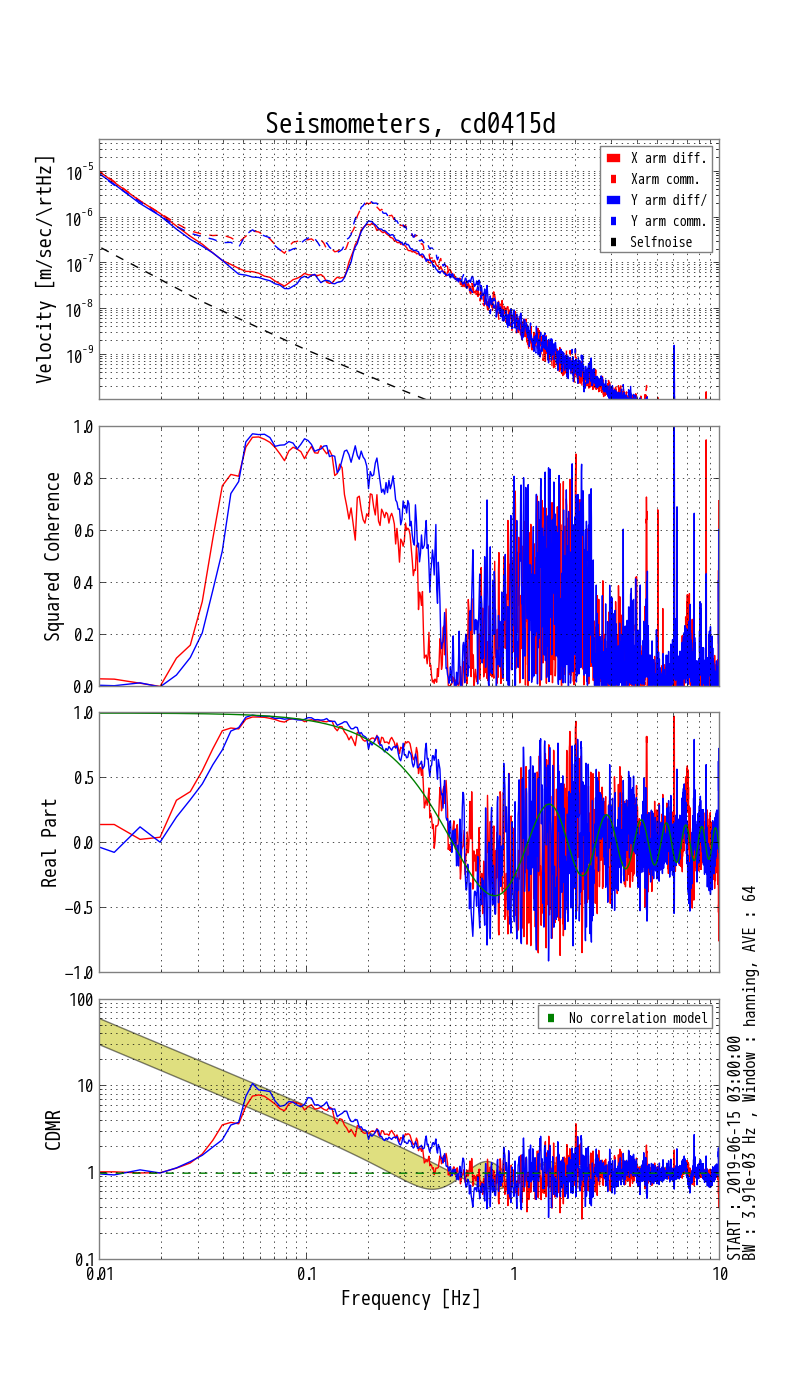 Seismometers, cd0415d
Velocity [m/sec/\rtHz]
10^-5
10^-6
10^-7
10^-8
10^-9
X arm diff.
Xarm comm.
Y arm diff/
Y arm comm.
Selfnoise
Squared Coherence
1.0
0.8
0.6
0.4
0.2
0.0
Real Part
1.0
0.5
0.0
−0.5
−1.0
CDMR
100
10
1
0.1
No correlation model
0.01
0.1
1
10
Frequency [Hz]
START : 2019-06-15 03:00:00
BW : 3.91e-03 Hz , Window : hanning, AVE : 64